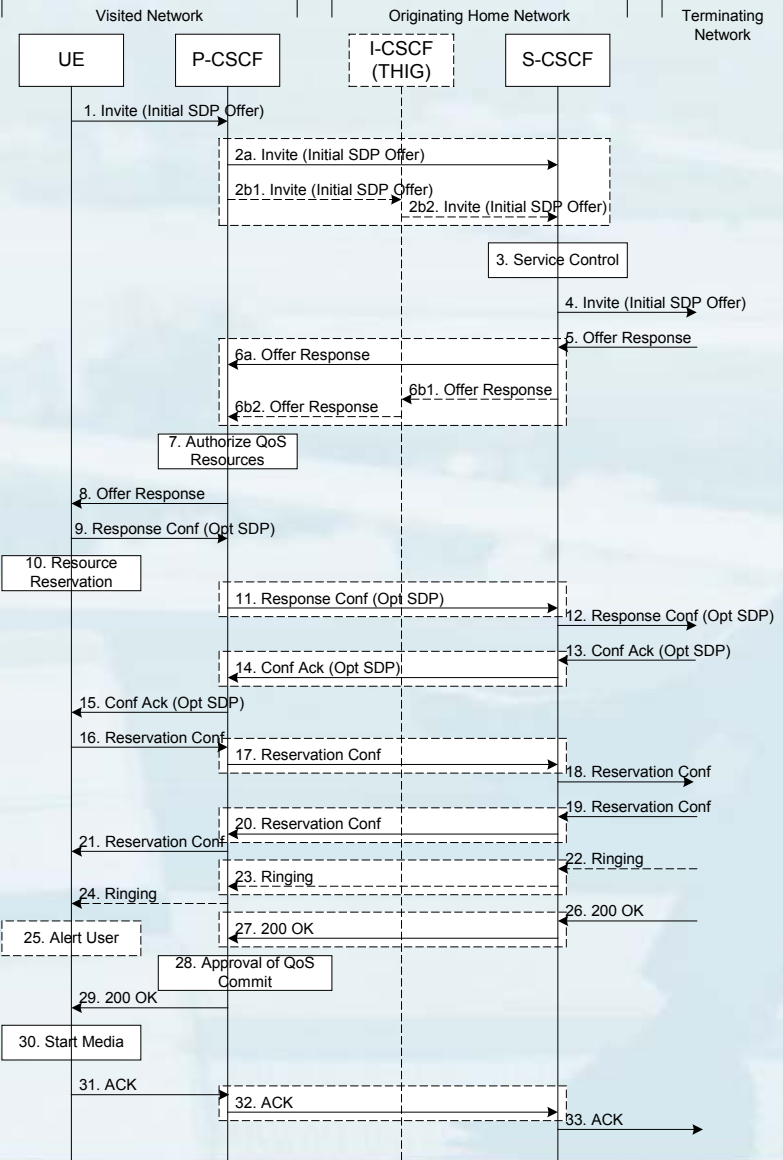 Visited Network
Originating Home Network
Terminating
Network
UE
P-CSCF
I-CSCF
(THIG)
S-CSCF
1. Invite (Initial SDP Offer)
2a. Invite (Initial SDP Offer)
2b1. Invite (Initial SDP Offer)
2b2. Invite (Initial SDP Offer)
3. Service Control
4. Invite (Initial SDP Offer)
5. Offer Response
6a. Offer Response
6b1. Offer Response
6b2. Offer Response
7. Authorize QoS
Resources
8. Offer Response
9. Response Conf (Opt SDP)
10. Resource
Reservation
11. Response Conf (Opt SDP)
12. Response Conf (Opt SDP)
13. Conf Ack (Opt SDP)
14. Conf Ack (Opt SDP)
15. Conf Ack (Opt SDP)
16. Reservation Conf
17. Reservation Conf
18. Reservation Conf
19. Reservation Conf
20. Reservation Conf
21. Reservation Conf
22. Ringing
23. Ringing
24. Ringing
25. Alert User
26. 200 OK
27. 200 OK
28. Approval of QoS
Commit
29. 200 OK
30. Start Media
31. ACK
32. ACK
33. ACK